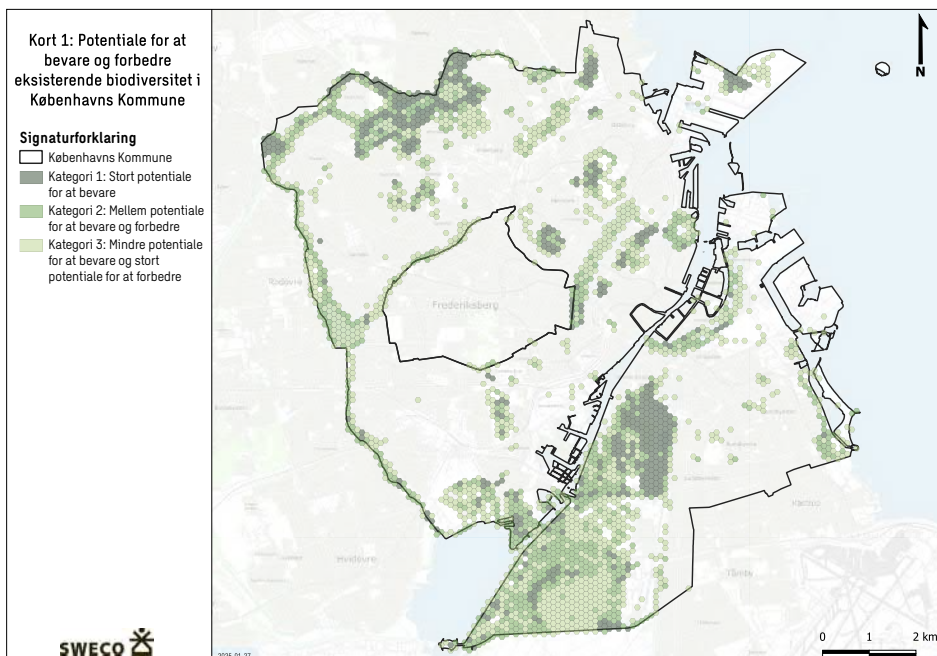 Kort 1: Potentiale for at
bevare og forbedre
eksisterende biodiversitet i
Københavns Kommune
Signaturforklaring
Københavns Kommune
Kategori 1: Stort potentiale
for at bevare
Kategori 2: Mellem potentiale
for at bevare og forbedre
Kategori 3: Mindre potentiale
for at bevare og stort
potentiale for at forbedre
N
Rødovre
Frederiksberg
Hvidovre
Tårnby
0 1 2 km
SWECO